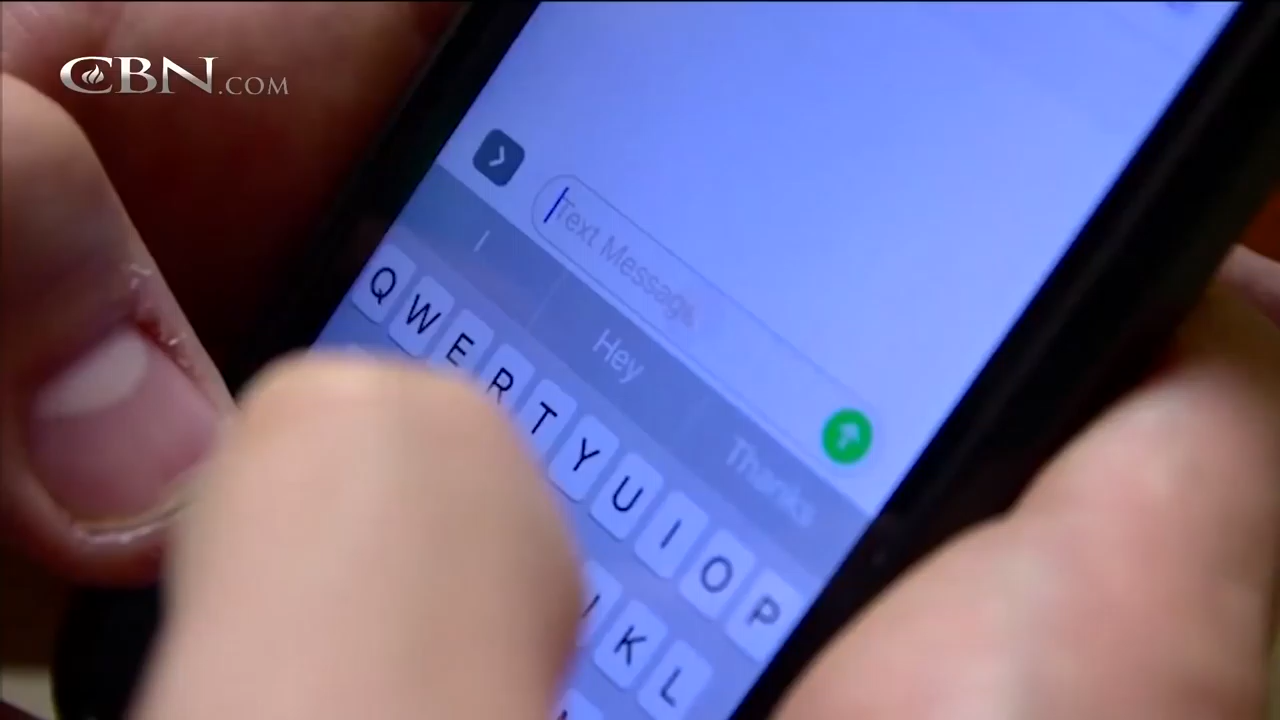 CBN.COM
Text Message
I
Hey
Thanks
Q W E R T Y U I O P
K L